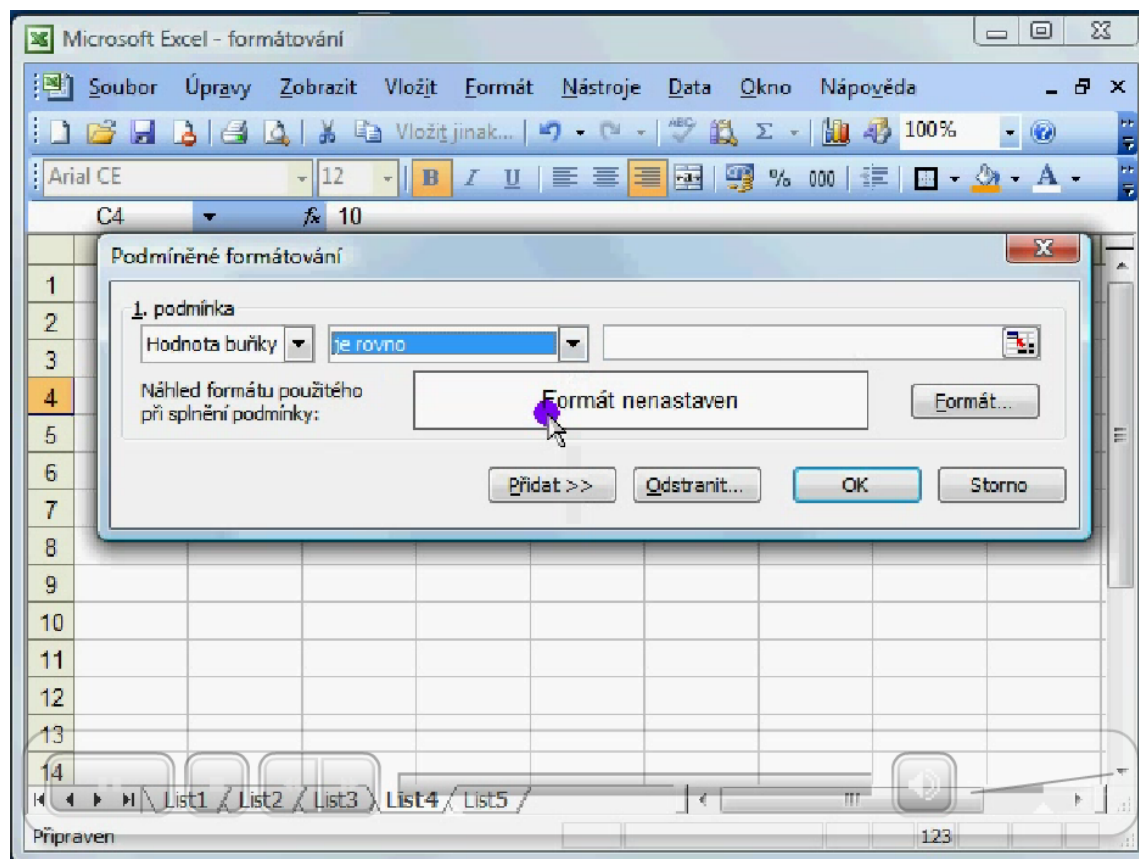 Microsoft Excel - formátování
Soubor Úpravy Zobrazit Vložit Formát Nástroje Data Okno Nápověda
Vložit jinak... ABC Σ 100%
Arial CE 12 B I U % 000 A
C4 fx 10
Podmíněné formátování
1
1. podmínka
2
Hodnota buňky je rovno
3
Náhled formátu použitého
při splnění podmínky:
Formát nenastaven
Formát...
4
5
6
Přidat >> Odstranit... OK Storno
7
8
9
10
11
12
13
14
List1 List2 List3 List4 List5
Připraven 123